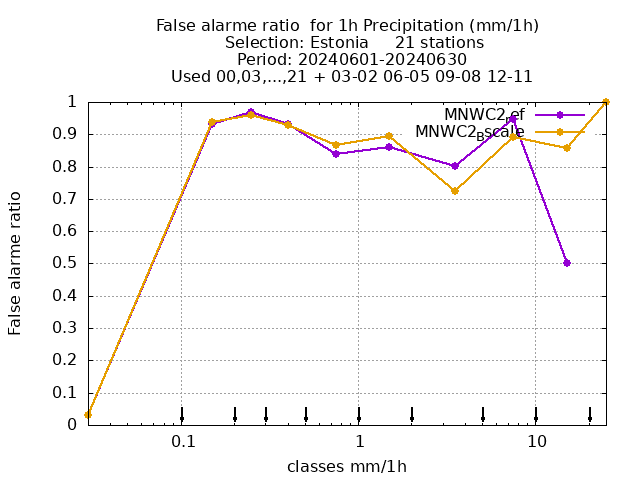 False alarme ratio  for 1h Precipitation (mm/1h)
Selection: Estonia     21 stations
Period: 20240601-20240630
Used 00,03,...,21 + 03-02 06-05 09-08 12-11
MNWC2ref
MNWC2Bscale
False alarme ratio
1
0.9
0.8
0.7
0.6
0.5
0.4
0.3
0.2
0.1
0
0.1 1 10
classes mm/1h